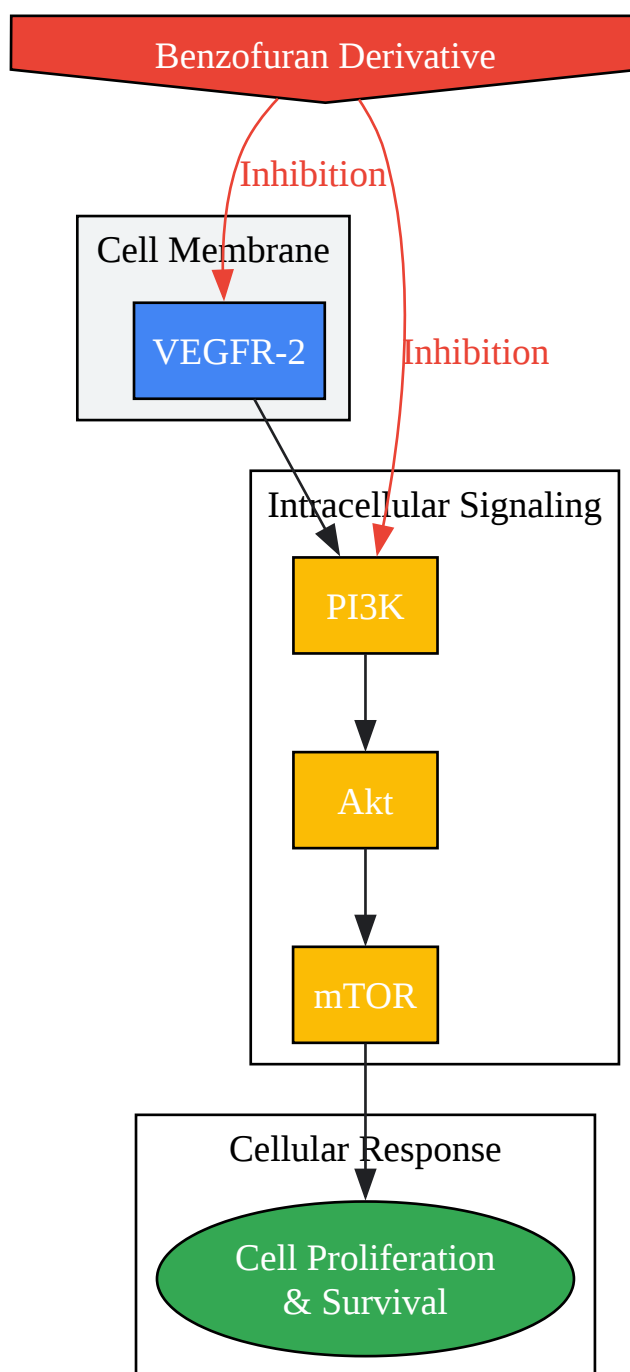 Benzofuran Derivative
Inhibition
Cell Membrane
VEGFR-2
Inhibition
Intracellular Signaling
PI3K
Akt
mTOR
Cellular Response
Cell Proliferation
& Survival